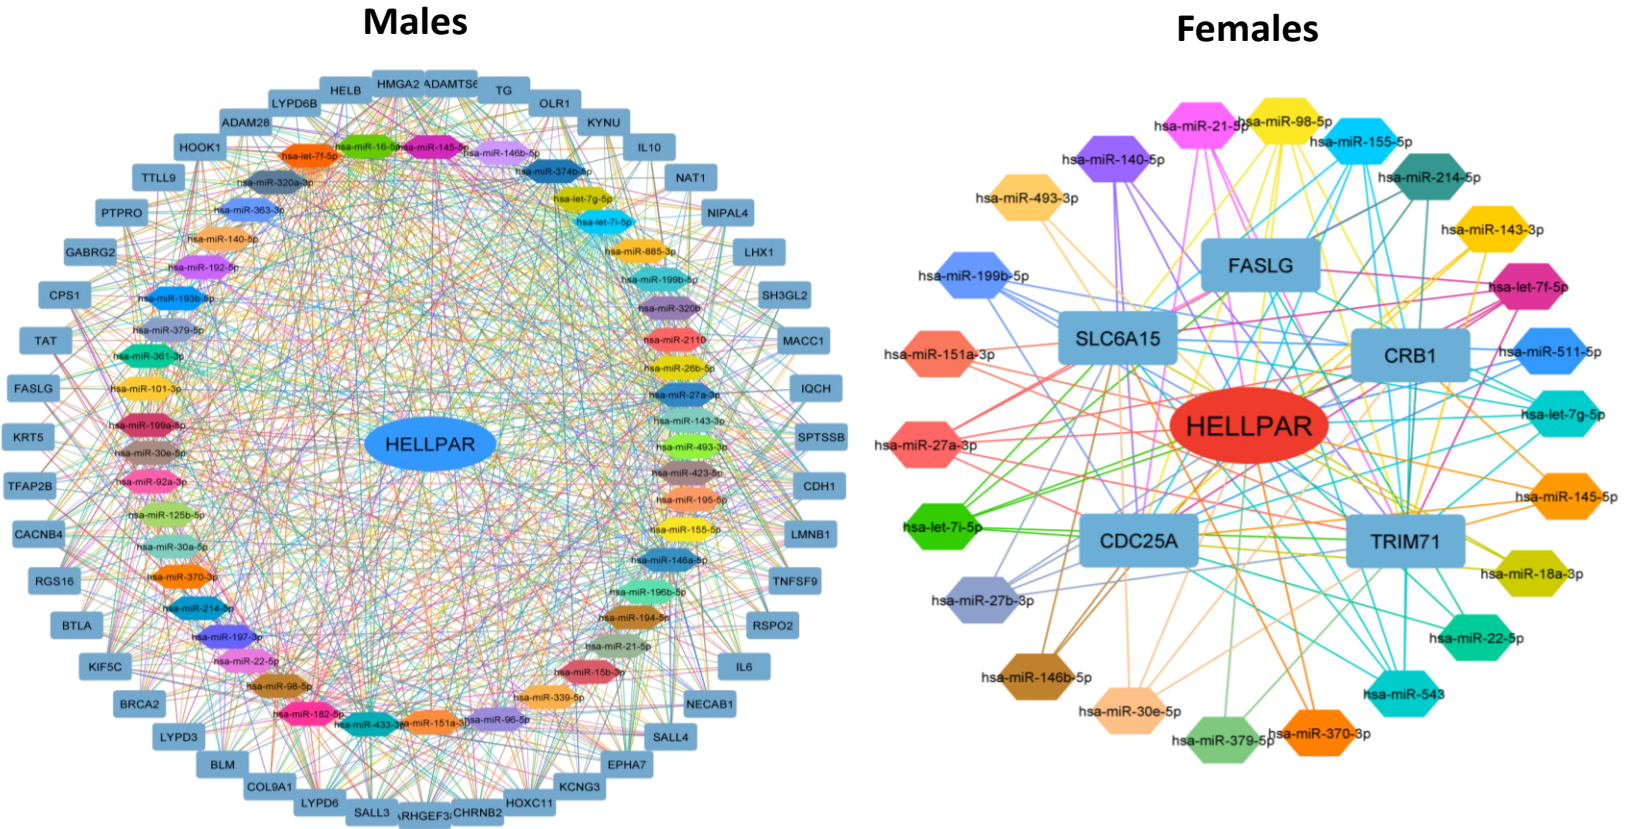 Males
HMGA2
ADAMTS6
HELB
TG
LYPD6B
OLR1
ADAM28
KYNU
HOOK1
IL10
TTLL9
NAT1
PTPRO
NIPAL4
GABRG2
LHX1
CPS1
SH3GL2
TAT
MACC1
FASLG
IQCH
KRT5
SPTSSB
TFAP2B
CDH1
CACNB4
LMNB1
RGS16
TNFSF9
BTLA
RSPO2
KIF5C
IL6
BRCA2
NECAB1
LYPD3
SALL4
BLM
EPHA7
COL9A1
KCNG3
LYPD6
HOXC11
SALL3
ARHGEF3
CHRNB2
hsa-let-7f-5p
hsa-miR-16-5p
hsa-miR-145-5p
hsa-miR-146b-5p
hsa-miR-320a-3p
hsa-miR-374b-5p
hsa-miR-363-3p
hsa-let-7g-5p
hsa-let-7i-5p
hsa-miR-140-5p
hsa-miR-885-3p
hsa-miR-192-5p
hsa-miR-199b-5p
hsa-miR-193b-5p
hsa-miR-320b
hsa-miR-379-5p
hsa-miR-2110
hsa-miR-361-3p
hsa-miR-26b-5p
hsa-miR-101-3p
hsa-miR-27a-3p
hsa-miR-199a-5p
hsa-miR-143-3p
hsa-miR-30e-5p
hsa-miR-493-3p
hsa-miR-92a-3p
hsa-miR-423-5p
hsa-miR-125b-5p
hsa-miR-195-5p
hsa-miR-30a-5p
hsa-miR-155-5p
hsa-miR-370-3p
hsa-miR-146a-5p
hsa-miR-214-5p
hsa-miR-196b-5p
hsa-miR-197-3p
hsa-miR-194-5p
hsa-miR-22-5p
hsa-miR-21-5p
hsa-miR-98-5p
hsa-miR-15b-3p
hsa-miR-182-5p
hsa-miR-339-5p
hsa-miR-433-3p
hsa-miR-151a-3p
hsa-miR-96-5p
HELLPAR
Females
hsa-miR-21-5p
hsa-miR-98-5p
hsa-miR-155-5p
hsa-miR-140-5p
hsa-miR-214-5p
hsa-miR-493-3p
hsa-miR-143-3p
hsa-miR-199b-5p
FASLG
hsa-let-7f-5p
hsa-miR-151a-3p
SLC6A15
CRB1
hsa-miR-511-5p
hsa-let-7g-5p
hsa-miR-27a-3p
HELLPAR
hsa-miR-145-5p
hsa-let-7i-5p
CDC25A
TRIM71
hsa-miR-18a-3p
hsa-miR-27b-3p
hsa-miR-22-5p
hsa-miR-146b-5p
hsa-miR-543
hsa-miR-30e-5p
hsa-miR-379-5p
hsa-miR-370-3p